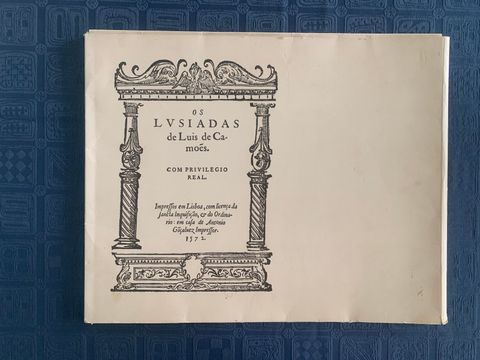 OS
LVSIADAS
de Luis de Ca-
mões.
COM PRIVILEGIO
REAL.
Impressos em Lisboa, com licença da
sancta Inquisição, & do Ordina-
rio: em casa de Antonio
Gõçaluez Impressor.
1572.